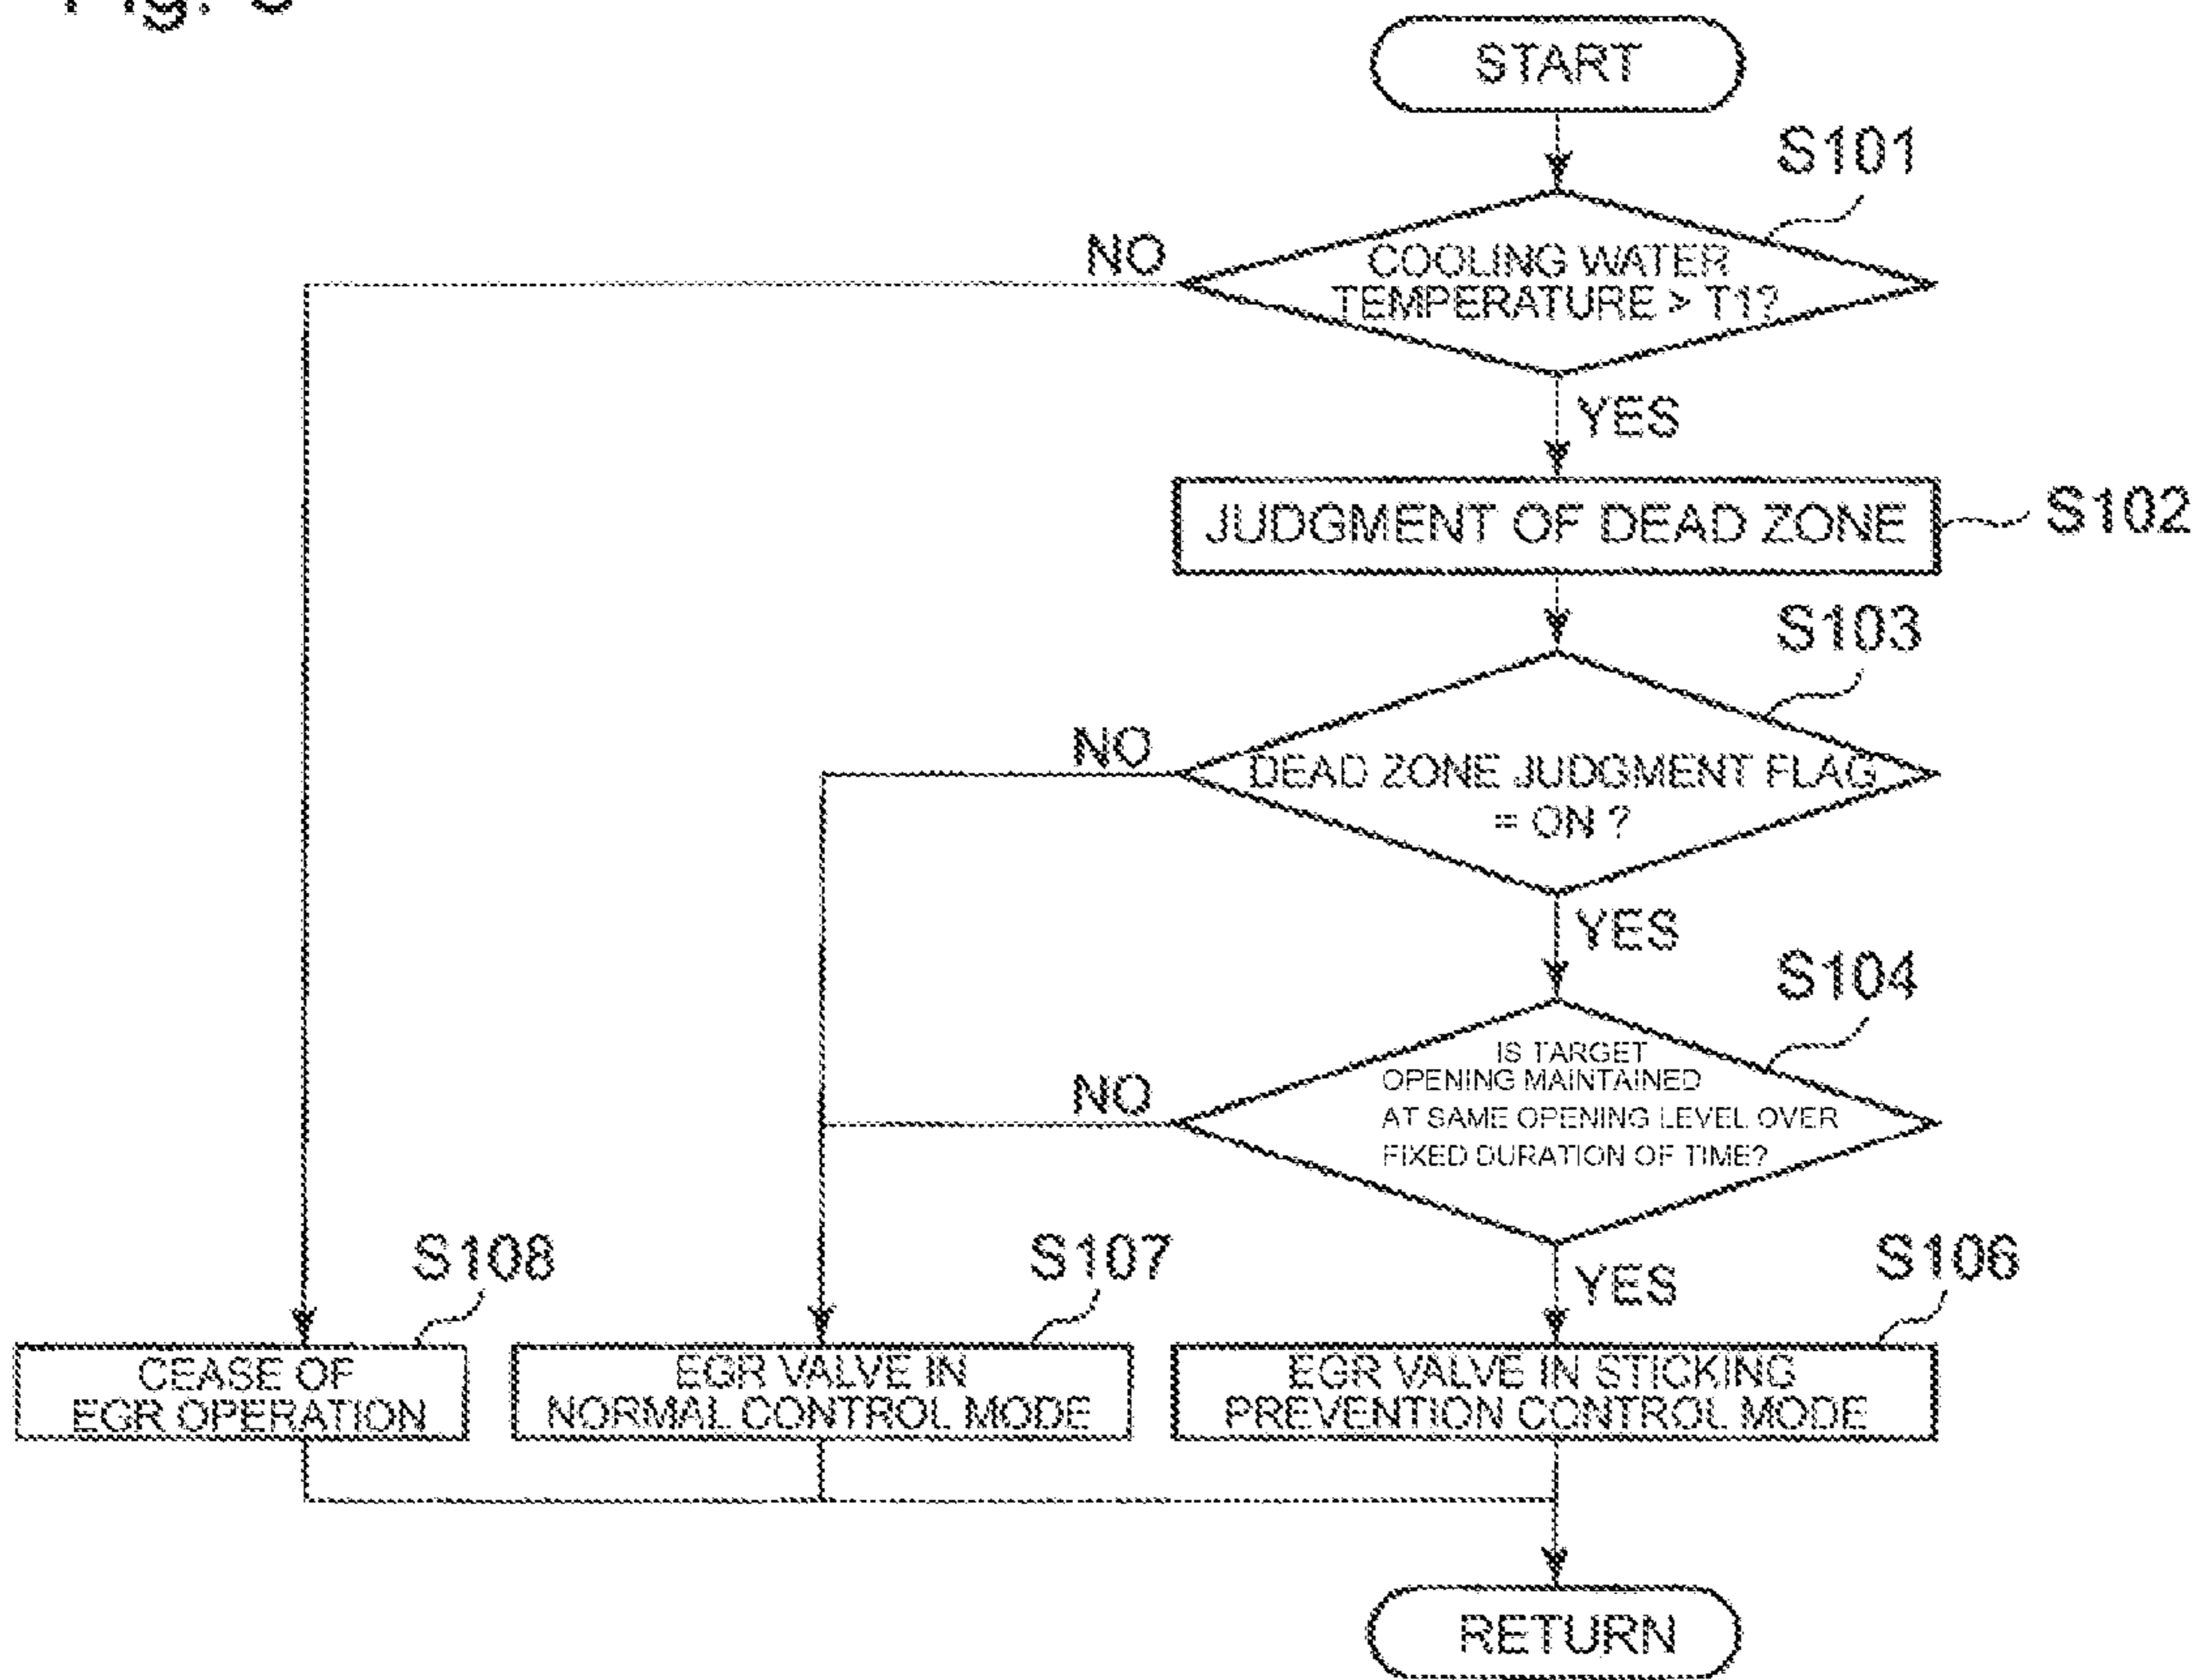 START
S101
NO
COOLING WATER
TEMPERATURE > T1?
YES
JUDGMENT OF DEAD ZONE
S102
S103
NO
DEAD ZONE JUDGMENT FLAG
= ON ?
YES
S104
NO
IS TARGET
OPENING MAINTAINED
AT SAME OPENING LEVEL OVER
FIXED DURATION OF TIME?
YES
S108
S107
S106
CEASE OF
EGR OPERATION
EGR VALVE IN
NORMAL CONTROL MODE
EGR VALVE IN STICKING
PREVENTION CONTROL MODE
RETURN